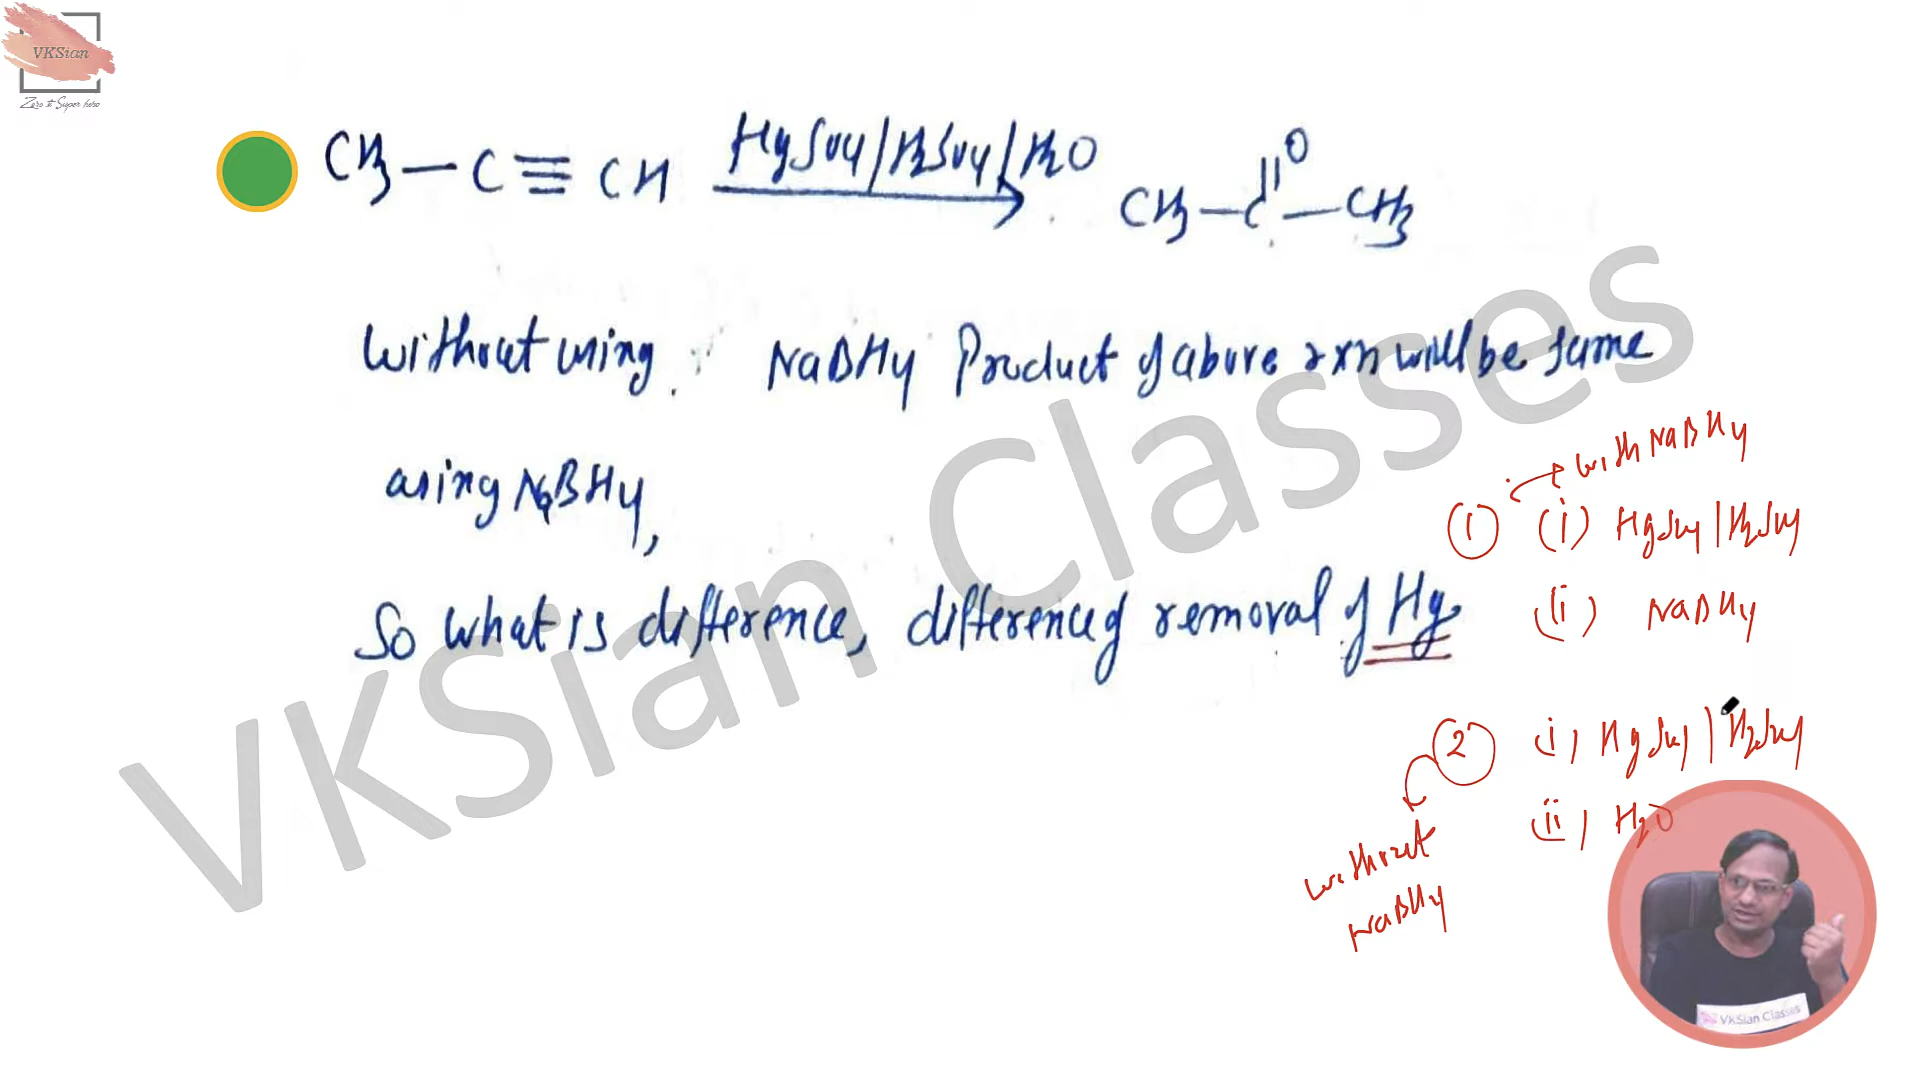 VKSian
Zero to Super hero
CH3 — C ≡ CH HgSO4/H2SO4/H2O CH3 — C — CH3
O
without using NaBH4 Product of above rxn will be same
using NaBH4,
So what is difference, difference of removal of Hg
with NaBH4
1 (i) HgSO4 | H2SO4
(ii) NaBH4
2 (i) HgSO4 | H2SO4
(ii) H2O
without
NaBH4
VKSian Classes
VKSian Classes